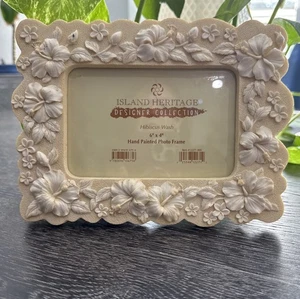 ISLAND HERITAGE
DESIGNER COLLECTION
Hibiscus Wash
6" x 4"
Hand Painted Photo Frame